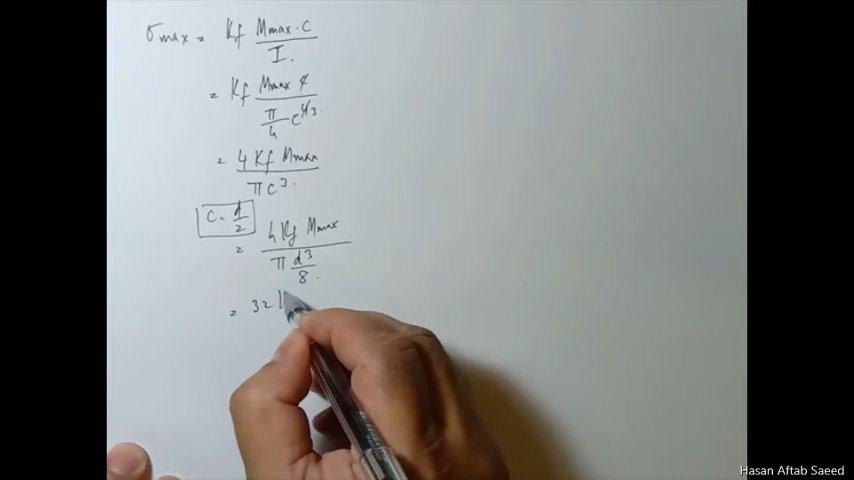 σmax = Kf Mmax · c / I.
= Kf Mmax c / π/4 c⁴ 3.
= 4 Kf Mmax / π c³.
c = d/2
= 4 Kf Mmax / π d³/8.
= 32
Hasan Aftab Saeed